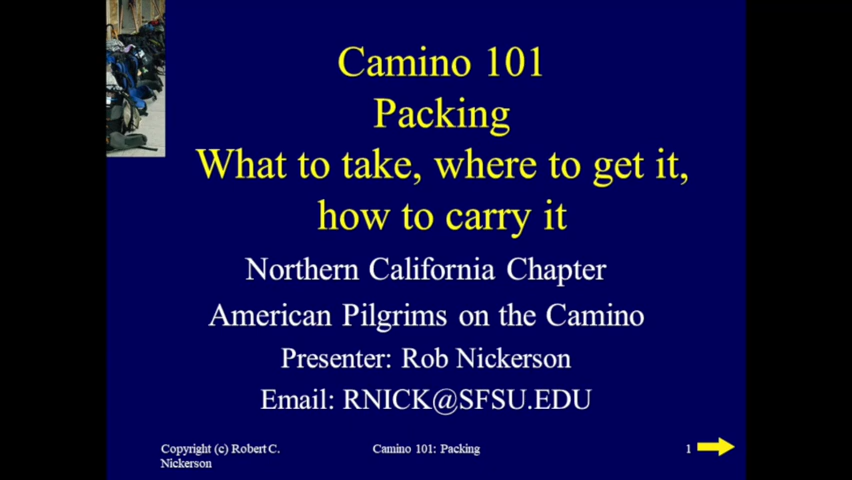 Camino 101
Packing
What to take, where to get it,
how to carry it
Northern California Chapter
American Pilgrims on the Camino
Presenter: Rob Nickerson
Email: RNICK@SFSU.EDU
Copyright (c) Robert C.
Nickerson
Camino 101: Packing
1